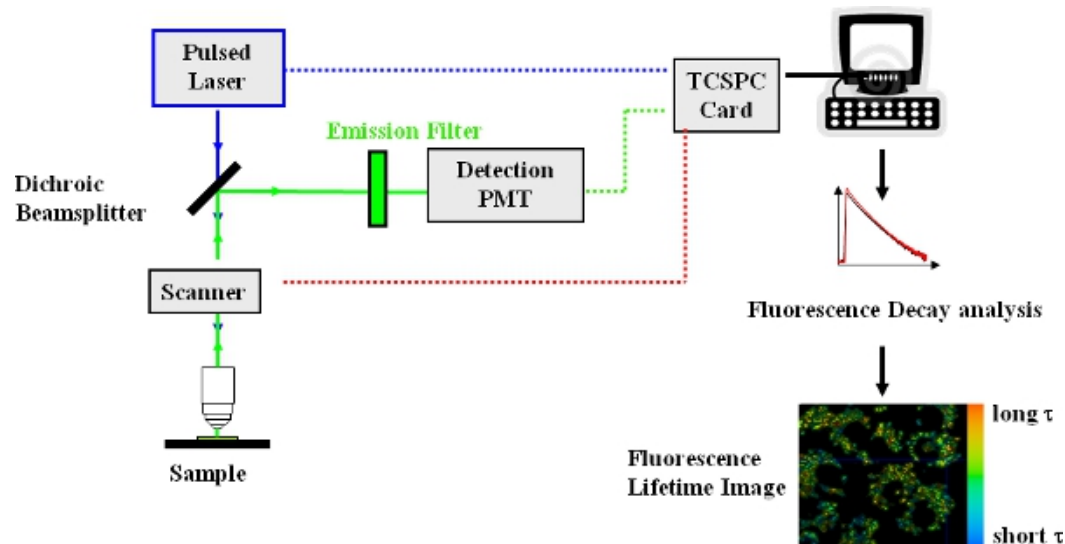 Pulsed
Laser
TCSPC
Card
Emission Filter
Detection
PMT
Dichroic
Beamsplitter
Scanner
Fluorescence Decay analysis
Sample
Fluorescence
Lifetime Image
long τ
short τ